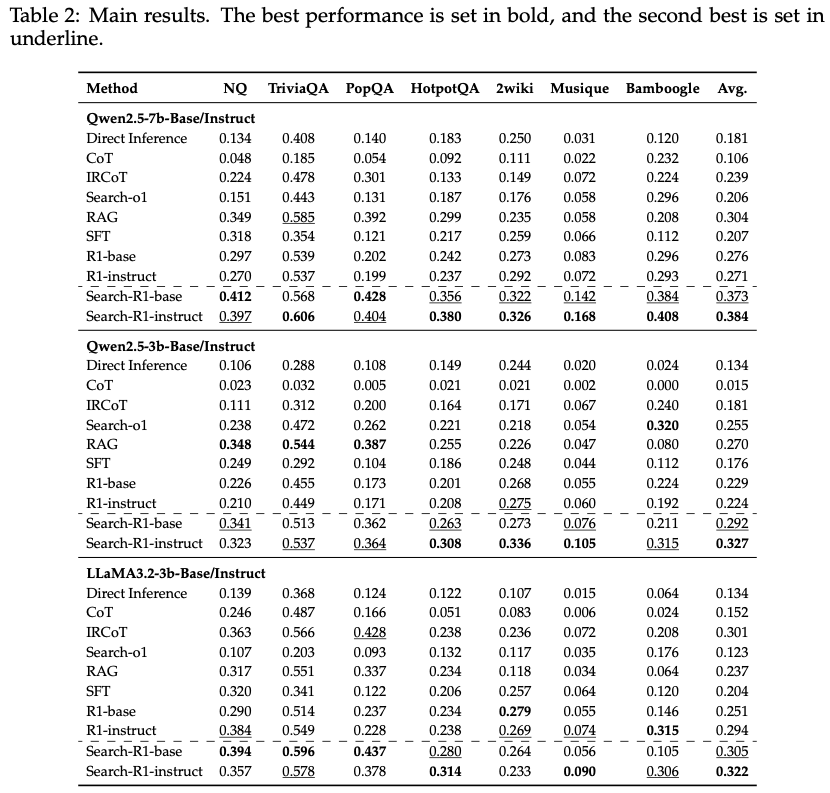 Table 2: Main results. The best performance is set in bold, and the second best is set in
underline.
Method NQ TriviaQA PopQA HotpotQA 2wiki Musique Bamboogle Avg.
Qwen2.5-7b-Base/Instruct
Direct Inference 0.134 0.408 0.140 0.183 0.250 0.031 0.120 0.181
CoT 0.048 0.185 0.054 0.092 0.111 0.022 0.232 0.106
IRCoT 0.224 0.478 0.301 0.133 0.149 0.072 0.224 0.239
Search-o1 0.151 0.443 0.131 0.187 0.176 0.058 0.296 0.206
RAG 0.349 0.585 0.392 0.299 0.235 0.058 0.208 0.304
SFT 0.318 0.354 0.121 0.217 0.259 0.066 0.112 0.207
R1-base 0.297 0.539 0.202 0.242 0.273 0.083 0.296 0.276
R1-instruct 0.270 0.537 0.199 0.237 0.292 0.072 0.293 0.271
Search-R1-base 0.412 0.568 0.428 0.356 0.322 0.142 0.384 0.373
Search-R1-instruct 0.397 0.606 0.404 0.380 0.326 0.168 0.408 0.384
Qwen2.5-3b-Base/Instruct
Direct Inference 0.106 0.288 0.108 0.149 0.244 0.020 0.024 0.134
CoT 0.023 0.032 0.005 0.021 0.021 0.002 0.000 0.015
IRCoT 0.111 0.312 0.200 0.164 0.171 0.067 0.240 0.181
Search-o1 0.238 0.472 0.262 0.221 0.218 0.054 0.320 0.255
RAG 0.348 0.544 0.387 0.255 0.226 0.047 0.080 0.270
SFT 0.249 0.292 0.104 0.186 0.248 0.044 0.112 0.176
R1-base 0.226 0.455 0.173 0.201 0.268 0.055 0.224 0.229
R1-instruct 0.210 0.449 0.171 0.208 0.275 0.060 0.192 0.224
Search-R1-base 0.341 0.513 0.362 0.263 0.273 0.076 0.211 0.292
Search-R1-instruct 0.323 0.537 0.364 0.308 0.336 0.105 0.315 0.327
LLaMA3.2-3b-Base/Instruct
Direct Inference 0.139 0.368 0.124 0.122 0.107 0.015 0.064 0.134
CoT 0.246 0.487 0.166 0.051 0.083 0.006 0.024 0.152
IRCoT 0.363 0.566 0.428 0.238 0.236 0.072 0.208 0.301
Search-o1 0.107 0.203 0.093 0.132 0.117 0.035 0.176 0.123
RAG 0.317 0.551 0.337 0.234 0.118 0.034 0.064 0.237
SFT 0.320 0.341 0.122 0.206 0.257 0.064 0.120 0.204
R1-base 0.290 0.514 0.237 0.234 0.279 0.055 0.146 0.251
R1-instruct 0.384 0.549 0.228 0.238 0.269 0.074 0.315 0.294
Search-R1-base 0.394 0.596 0.437 0.280 0.264 0.056 0.105 0.305
Search-R1-instruct 0.357 0.578 0.378 0.314 0.233 0.090 0.306 0.322